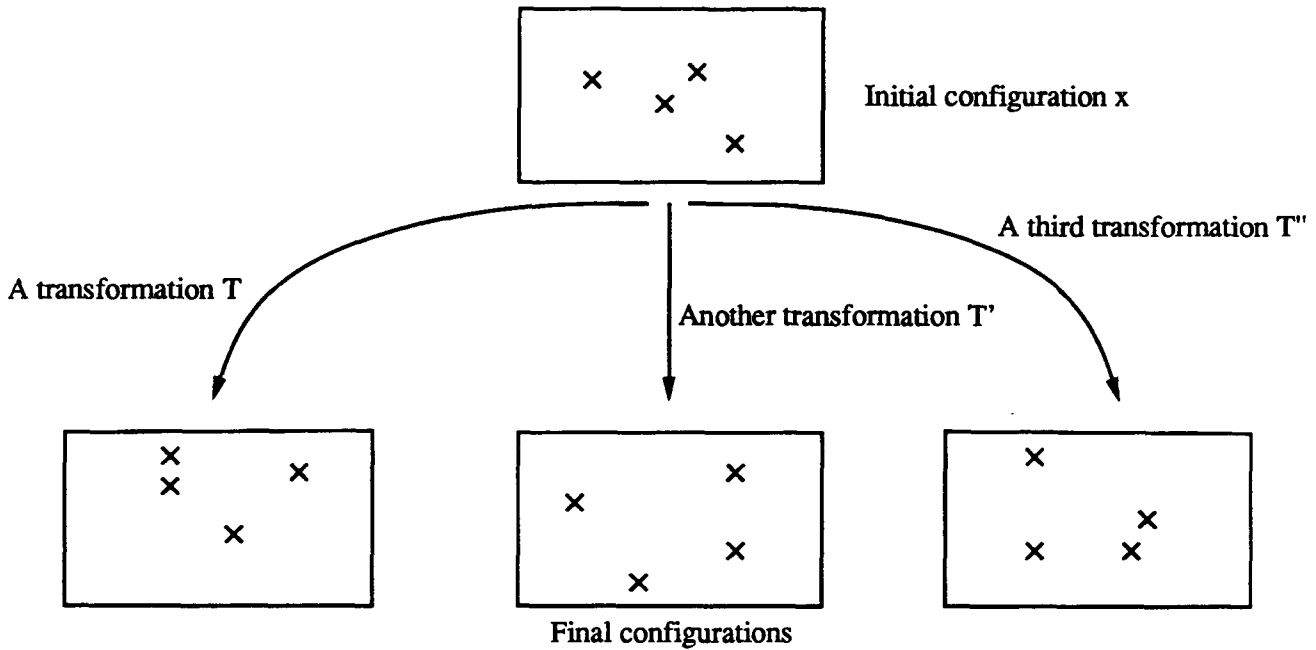 Initial configuration x
A third transformation T"
A transformation T
Another transformation T'
Final configurations